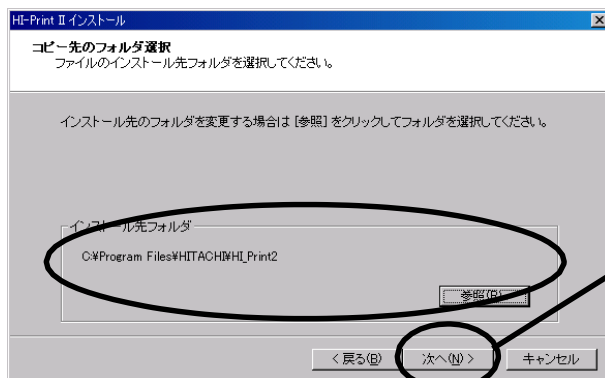 HI-Print Ⅱ インストール
コピー先のフォルダ選択
ファイルのインストール先フォルダを選択してください。
インストール先のフォルダを変更する場合は [参照] をクリックしてフォルダを選択してください。
インストール先フォルダ
C:¥Program Files¥HITACHI¥HI_Print2
参照(R)
< 戻る(B)
次へ(N) >
キャンセル